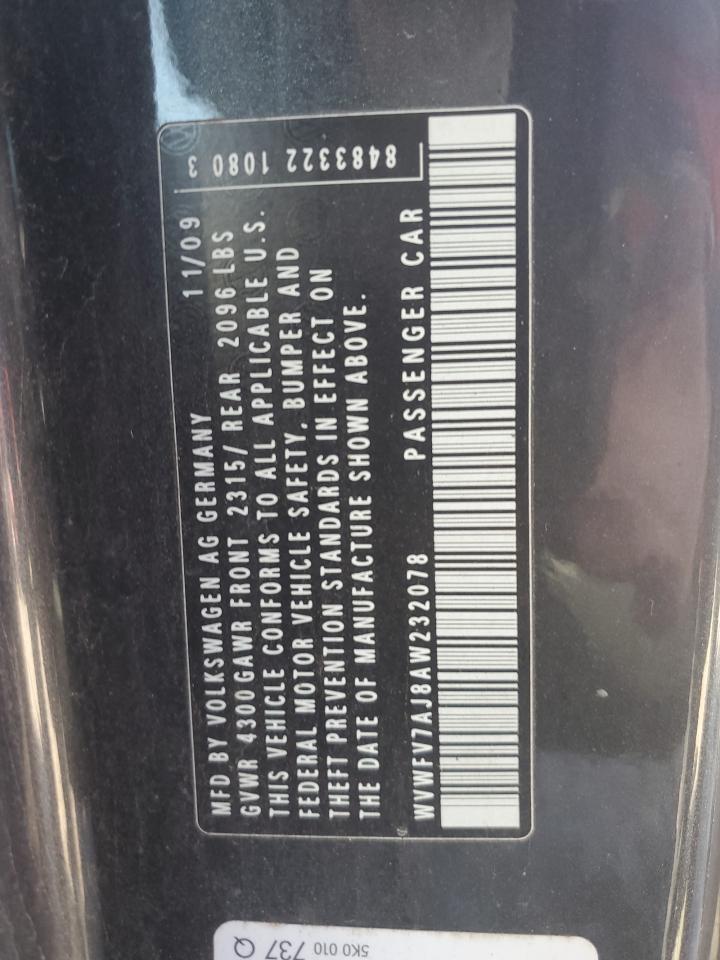 MFD BY VOLKSWAGEN AG GERMANY 11/09
GVWR 4300GAWR FRONT 2315/ REAR 2096 LBS
THIS VEHICLE CONFORMS TO ALL APPLICABLE U.S.
FEDERAL MOTOR VEHICLE SAFETY, BUMPER AND
THEFT PREVENTION STANDARDS IN EFFECT ON
THE DATE OF MANUFACTURE SHOWN ABOVE.
WVWFV7AJ8AW232078 PASSENGER CAR
8483322 1080 3
5K0 010
737 Q